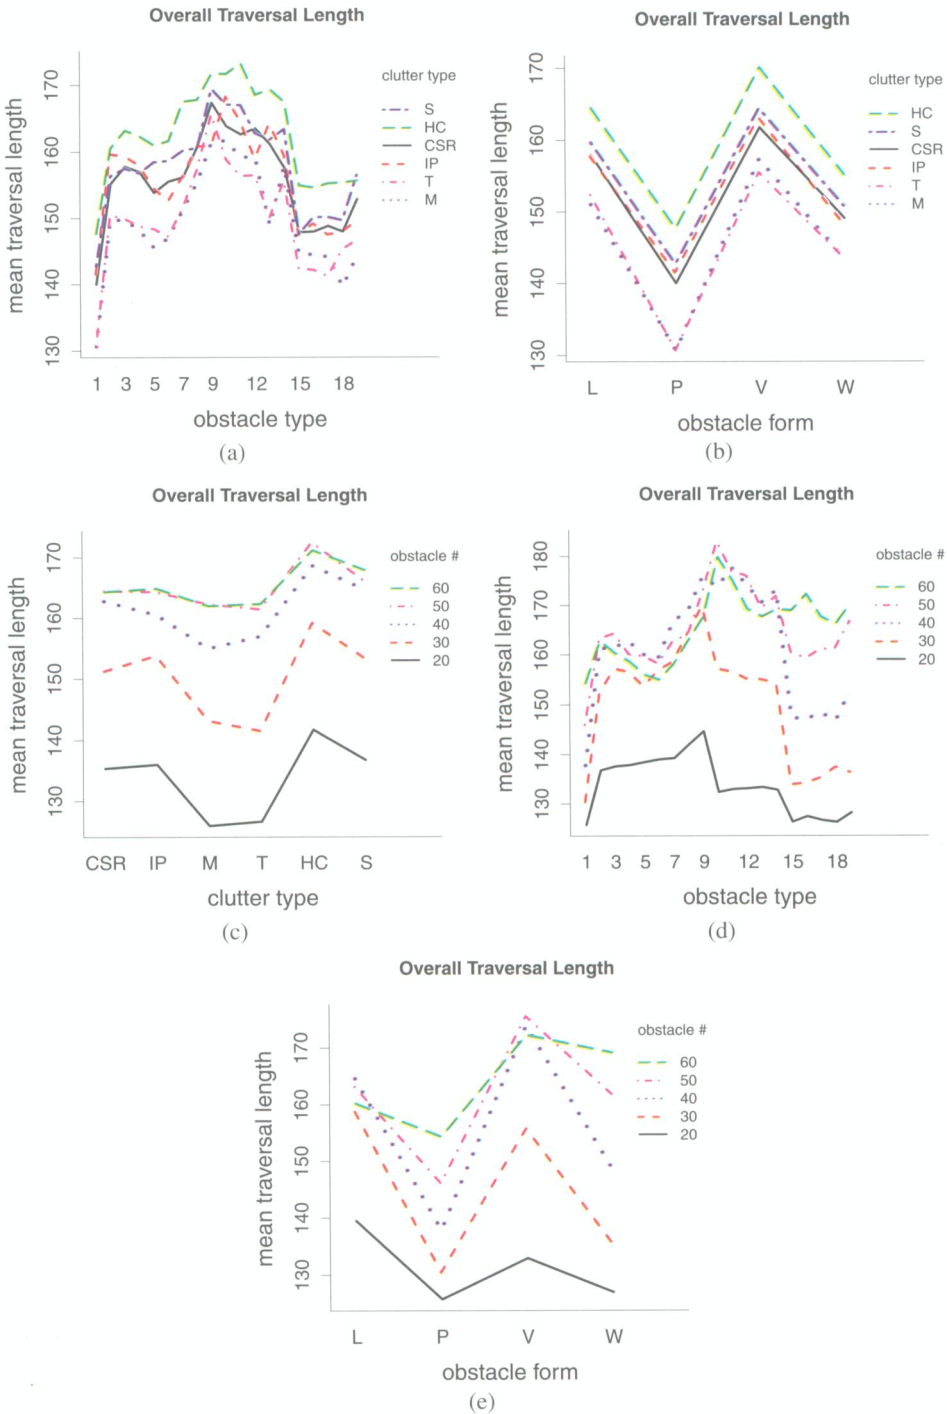 Overall Traversal Length
mean traversal length
130 140 150 160 170
1 3 5 7 9 12 15 18
obstacle type
clutter type
S
HC
CSR
IP
T
M
(a)
Overall Traversal Length
mean traversal length
130 140 150 160 170
L P V W
obstacle form
clutter type
HC
S
CSR
IP
T
M
(b)
Overall Traversal Length
mean traversal length
130 140 150 160 170
CSR IP M T HC S
clutter type
obstacle #
60
50
40
30
20
(c)
Overall Traversal Length
mean traversal length
130 140 150 160 170 180
1 3 5 7 9 12 15 18
obstacle type
obstacle #
60
50
40
30
20
(d)
Overall Traversal Length
mean traversal length
130 140 150 160 170
L P V W
obstacle form
obstacle #
60
50
40
30
20
(e)